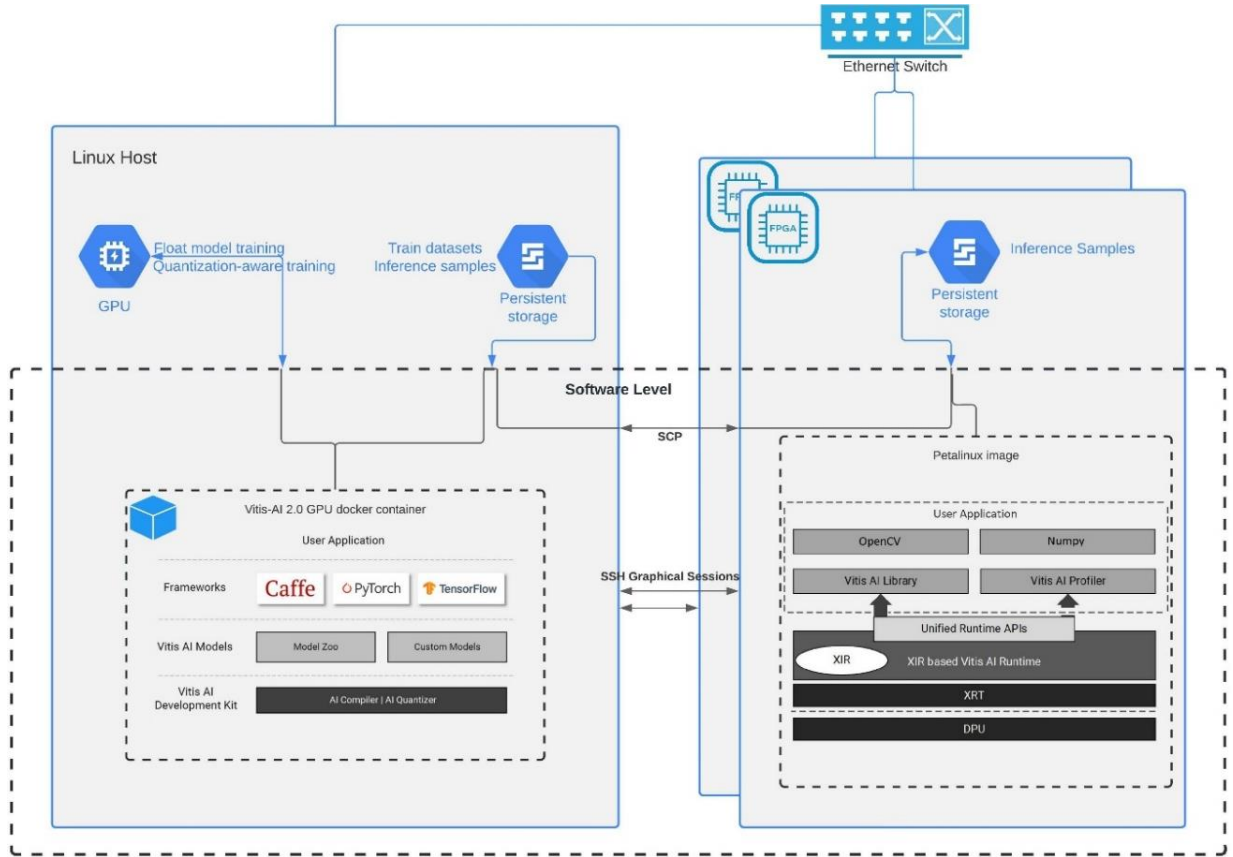 Ethernet Switch
Linux Host
Float model training
Quantization-aware training
GPU
Train datasets
Inference samples
Persistent
storage
FPGA
Inference Samples
Persistent
storage
Software Level
SCP
SSH Graphical Sessions
Vitis-AI 2.0 GPU docker container
User Application
Frameworks
Caffe
PyTorch
TensorFlow
Vitis AI Models
Model Zoo
Custom Models
Vitis AI
Development Kit
AI Compiler | AI Quantizer
Petalinux image
User Application
OpenCV
Numpy
Vitis AI Library
Vitis AI Profiler
Unified Runtime APIs
XIR
XIR based Vitis AI Runtime
XRT
DPU